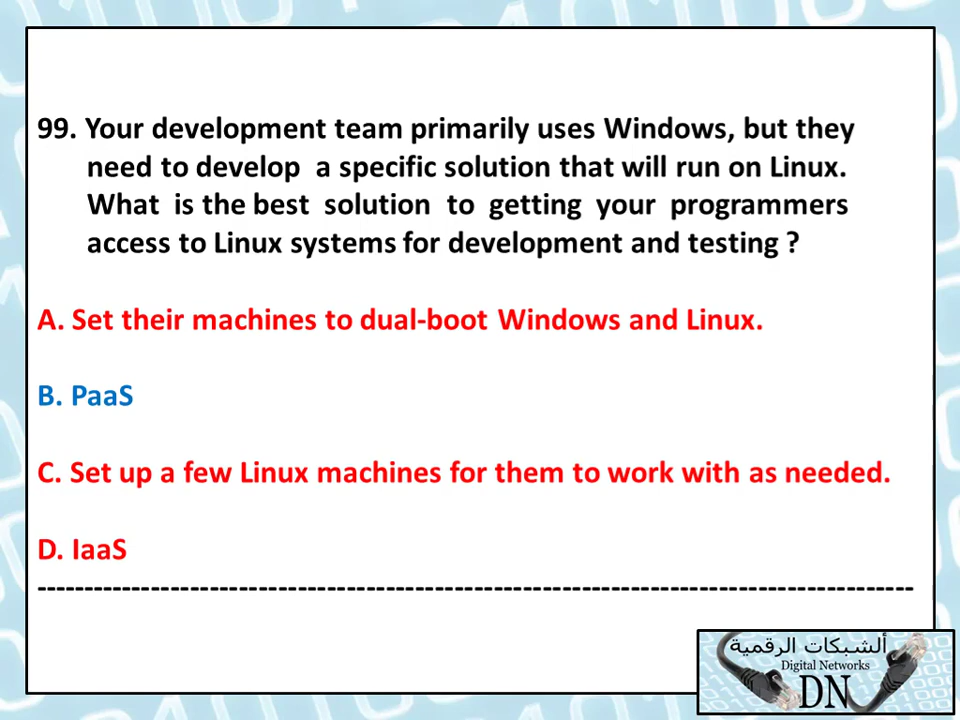 99. Your development team primarily uses Windows, but they
need to develop a specific solution that will run on Linux.
What is the best solution to getting your programmers
access to Linux systems for development and testing ?
A. Set their machines to dual-boot Windows and Linux.
B. PaaS
C. Set up a few Linux machines for them to work with as needed.
D. IaaS
--------------------------------------------------------------------------------------------
ألشبكات الرقمية
Digital Networks
DN